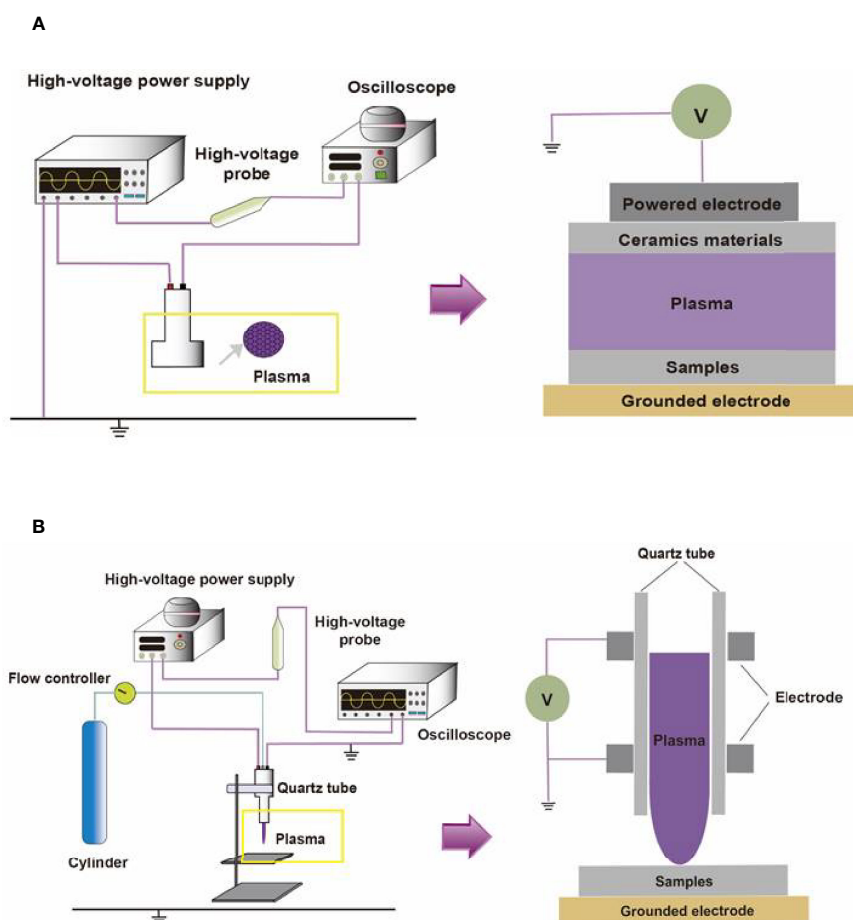 A
High-voltage power supply
Oscilloscope
High-voltage
probe
Plasma
V
Powered electrode
Ceramics materials
Plasma
Samples
Grounded electrode
B
High-voltage power supply
High-voltage
probe
Flow controller
Oscilloscope
Quartz tube
Plasma
Cylinder
Quartz tube
V
Electrode
Plasma
Samples
Grounded electrode